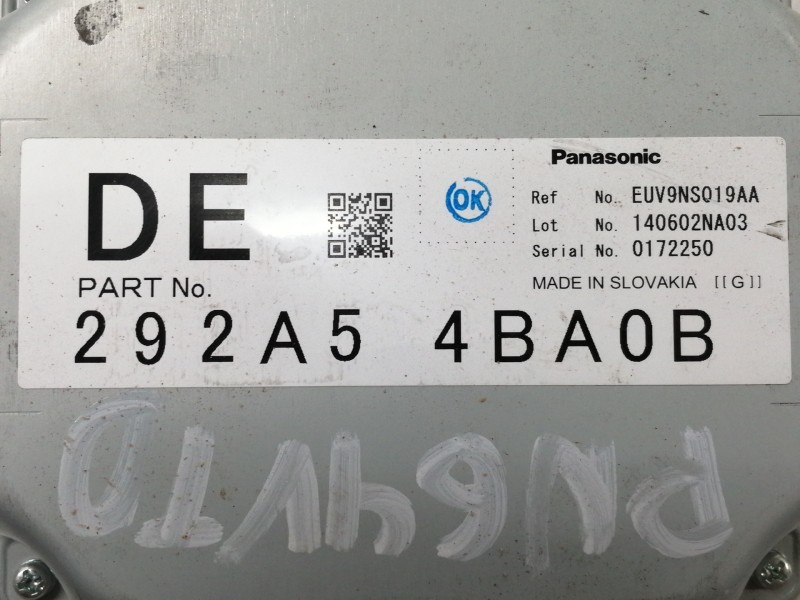 DE
OK
Panasonic
Ref No. EUV9NS019AA
Lot No. 140602NA03
Serial No. 0172250
MADE IN SLOVAKIA [[G]]
PART No.
292A5 4BA0B